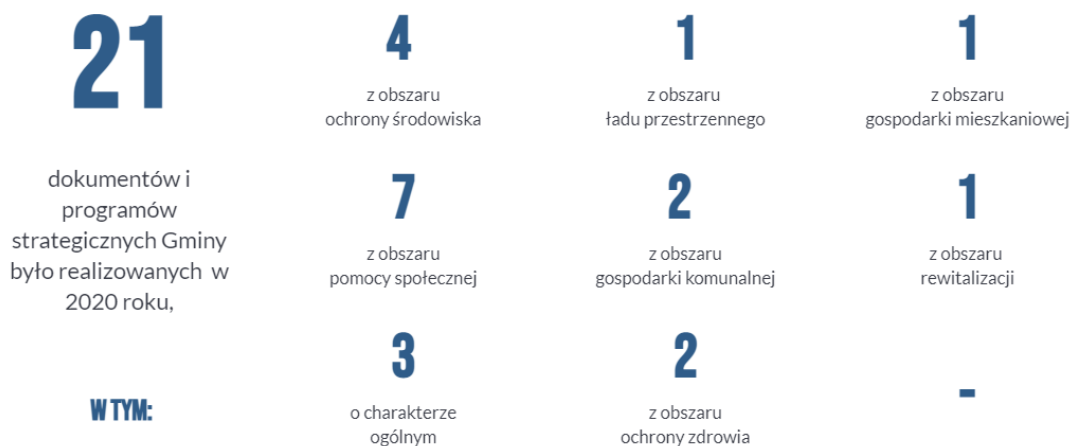 21
dokumentów i
programów
strategicznych Gminy
było realizowanych w
2020 roku,
W TYM:
4
z obszaru
ochrony środowiska
1
z obszaru
ładu przestrzennego
1
z obszaru
gospodarki mieszkaniowej
7
z obszaru
pomocy społecznej
2
z obszaru
gospodarki komunalnej
1
z obszaru
rewitalizacji
3
o charakterze
ogólnym
2
z obszaru
ochrony zdrowia
-